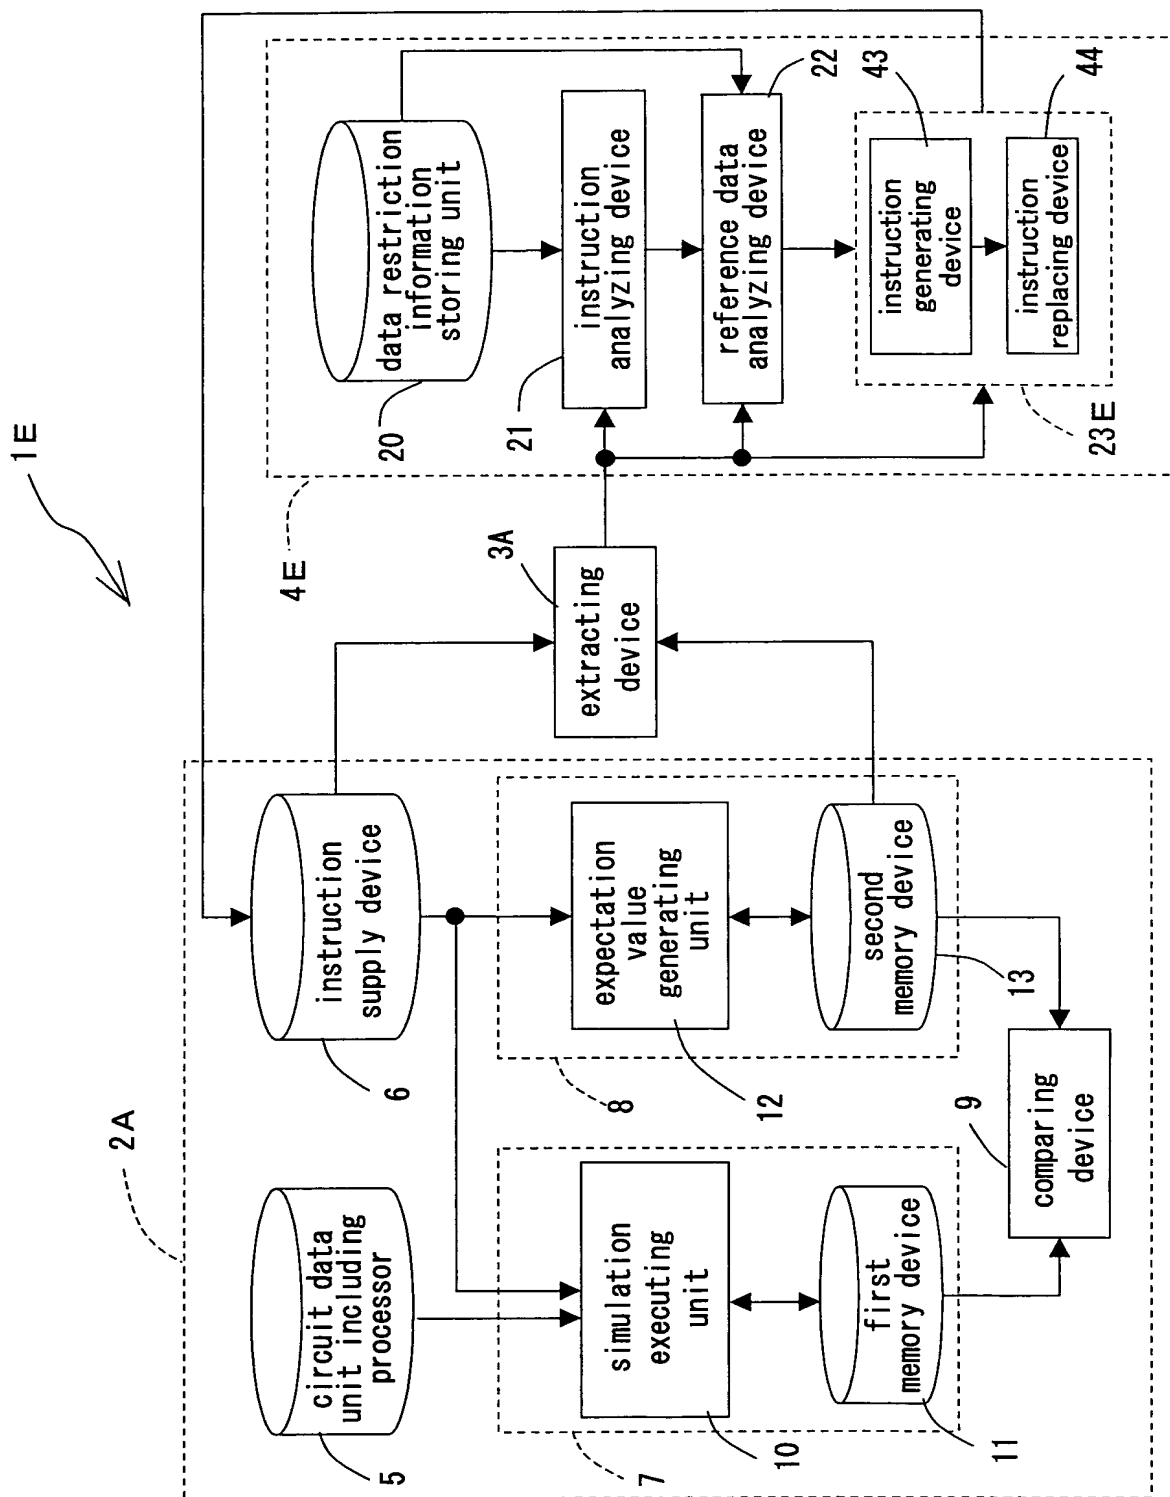 1E
2A
circuit data
unit including
processor
5
instruction
supply device
6
simulation
executing
unit
10
7
first
memory device
11
expectation
value
generating
unit
12
8
second
memory device
13
comparing
device
9
extracting
device
3A
4E
data restriction
information
storing unit
20
instruction
analyzing device
21
reference data
analyzing device
22
instruction
generating
device
43
instruction
replacing device
44
23E